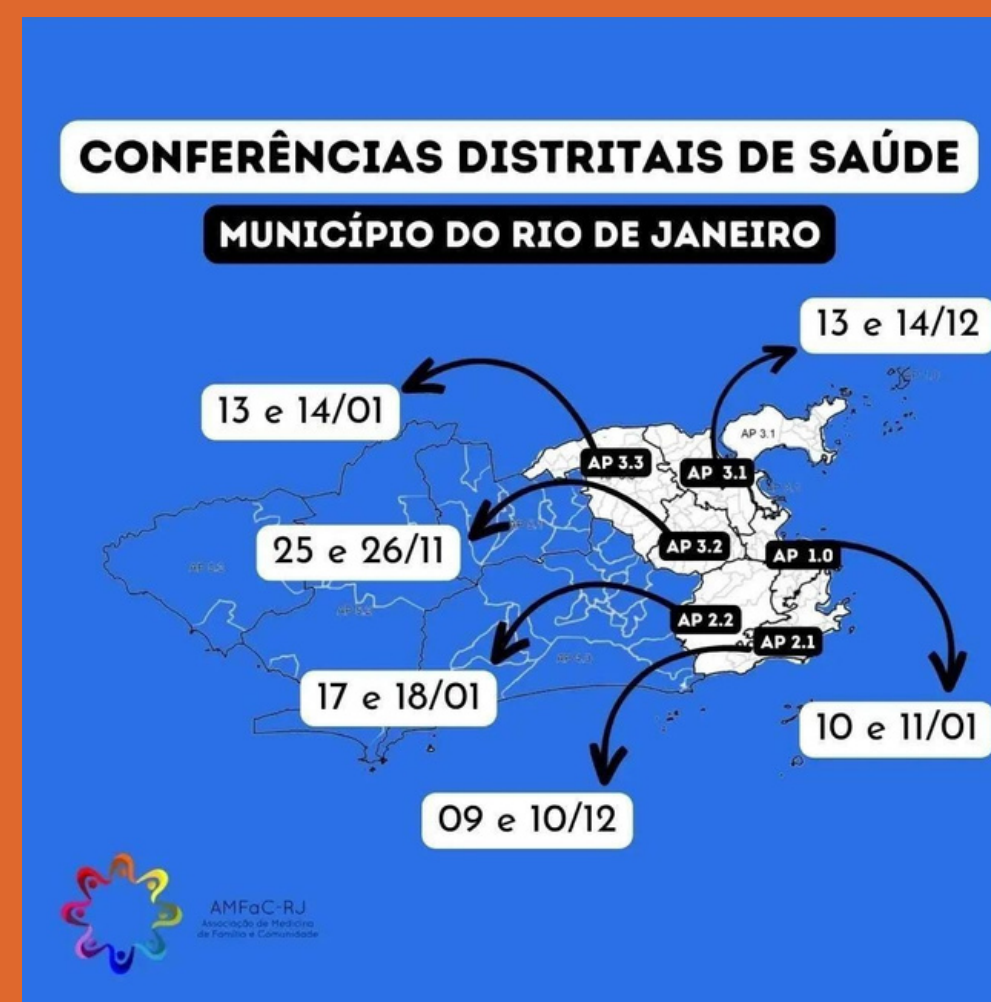 CONFERÊNCIAS DISTRITAIS DE SAÚDE
MUNICÍPIO DO RIO DE JANEIRO
13 e 14/12
13 e 14/01
AP 3.1
AP 3.3
AP 3.1
25 e 26/11
AP 3.2
AP 1.0
AP 2.2
AP 2.1
17 e 18/01
10 e 11/01
09 e 10/12
AMFaC-RJ
Associação de Medicina
de Família e Comunidade